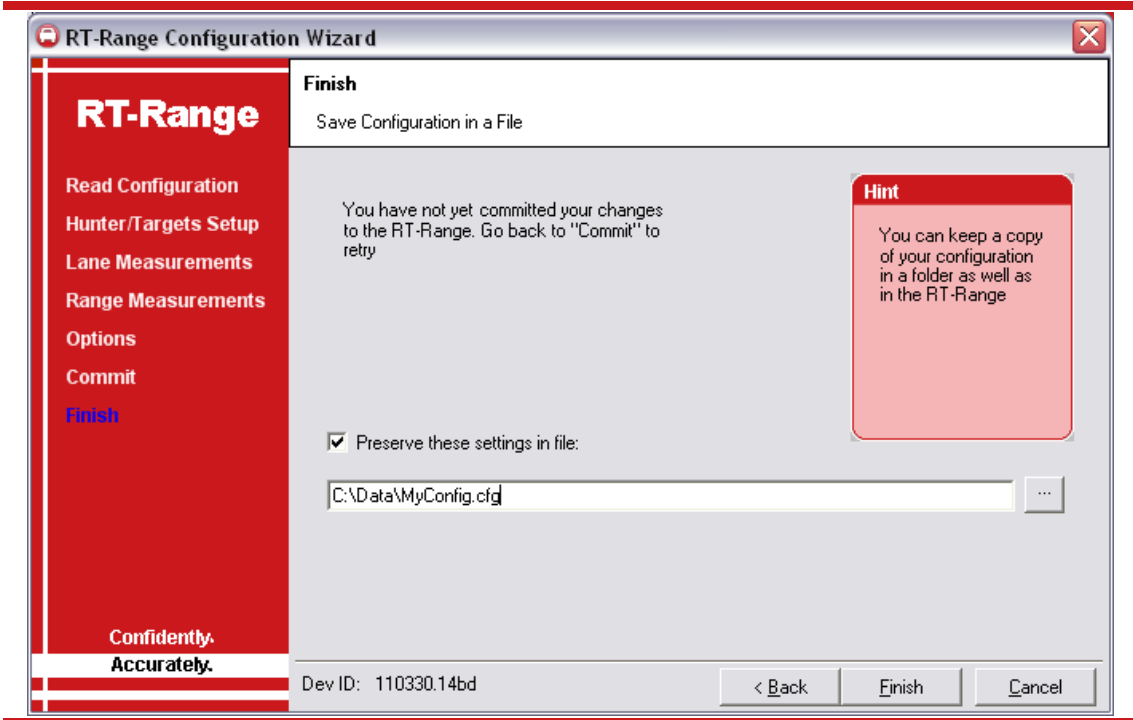 RT-Range Configuration Wizard
RT-Range
Read Configuration
Hunter/Targets Setup
Lane Measurements
Range Measurements
Options
Commit
Finish
Confidently.
Accurately.
Finish
Save Configuration in a File
You have not yet committed your changes
to the RT-Range. Go back to "Commit" to
retry
Hint
You can keep a copy
of your configuration
in a folder as well as
in the RT-Range
Preserve these settings in file:
C:\Data\MyConfig.cfg
...
Dev ID: 110330.14bd
< Back
Finish
Cancel